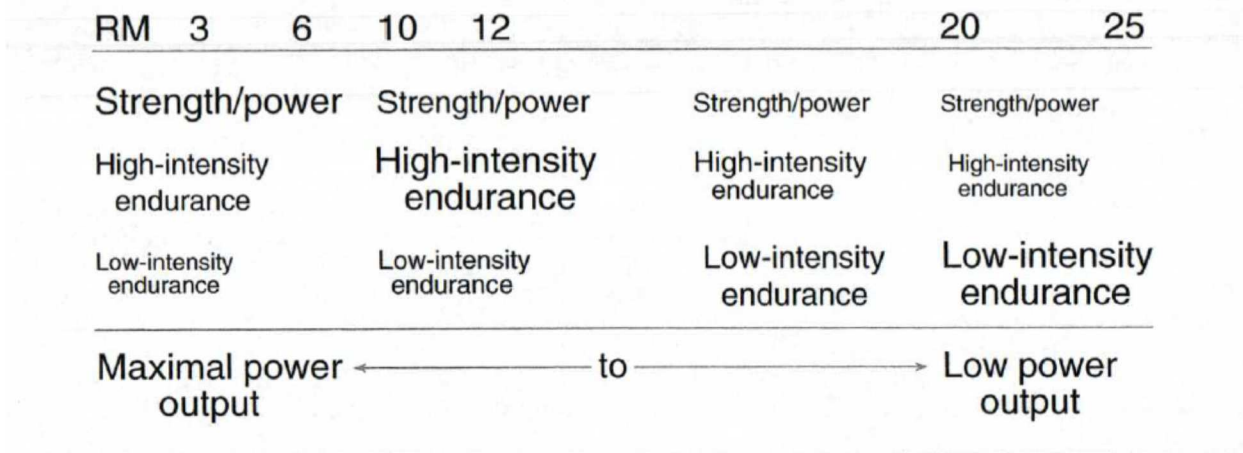 RM 3 6 10 12 20 25
Strength/power Strength/power Strength/power Strength/power
High-intensity High-intensity High-intensity High-intensity
endurance endurance endurance endurance
Low-intensity Low-intensity Low-intensity Low-intensity
endurance endurance endurance endurance
Maximal power to Low power
output output